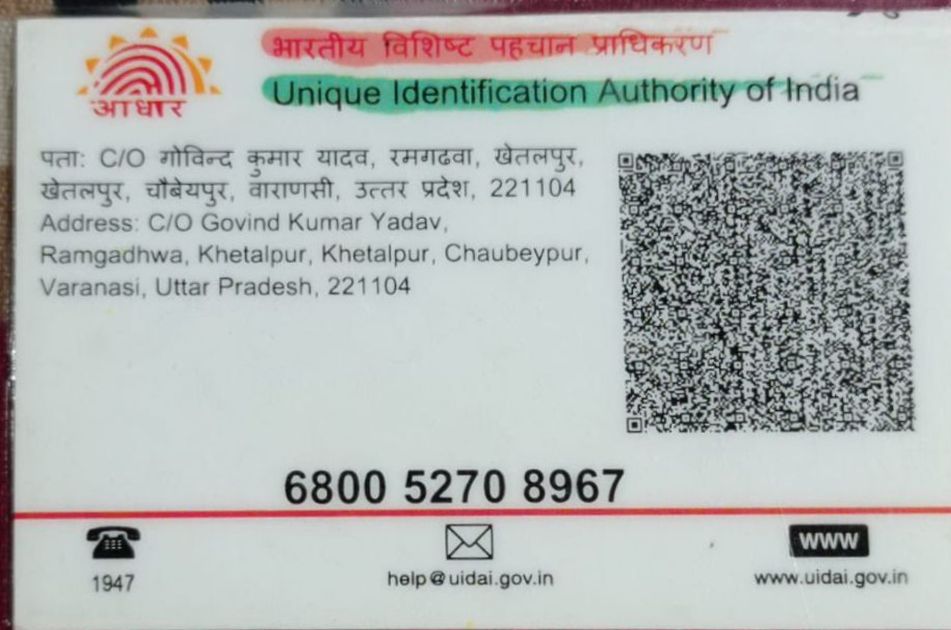 आधार
भारतीय विशिष्ट पहचान प्राधिकरण
Unique Identification Authority of India
पता: C/O गोविन्द कुमार यादव, रमगढवा, खेतलपुर,
खेतलपुर, चौबेयपुर, वाराणसी, उत्तर प्रदेश, 221104
Address: C/O Govind Kumar Yadav,
Ramgadhwa, Khetalpur, Khetalpur, Chaubeypur,
Varanasi, Uttar Pradesh, 221104
6800 5270 8967
1947
help@uidai.gov.in
WWW
www.uidai.gov.in